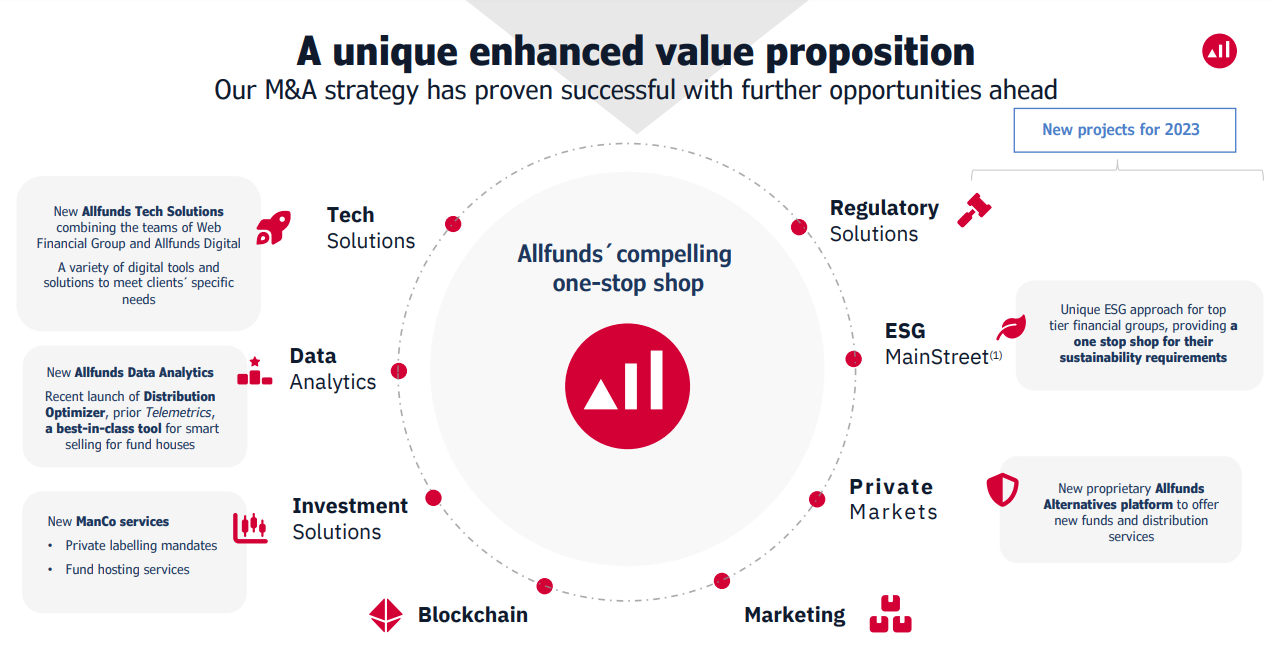 A unique enhanced value proposition
Our M&A strategy has proven successful with further opportunities ahead
New projects for 2023
New Allfunds Tech Solutions
combining the teams of Web
Financial Group and Allfunds Digital
A variety of digital tools and
solutions to meet clients´ specific
needs
Tech
Solutions
New Allfunds Data Analytics
Recent launch of Distribution
Optimizer, prior Telemetrics,
a best-in-class tool for smart
selling for fund houses
Data
Analytics
New ManCo services
• Private labelling mandates
• Fund hosting services
Investment
Solutions
Blockchain
Allfunds´ compelling
one-stop shop
Regulatory
Solutions
ESG
MainStreet(1)
Unique ESG approach for top
tier financial groups, providing a
one stop shop for their
sustainability requirements
Private
Markets
New proprietary Allfunds
Alternatives platform to offer
new funds and distribution
services
Marketing